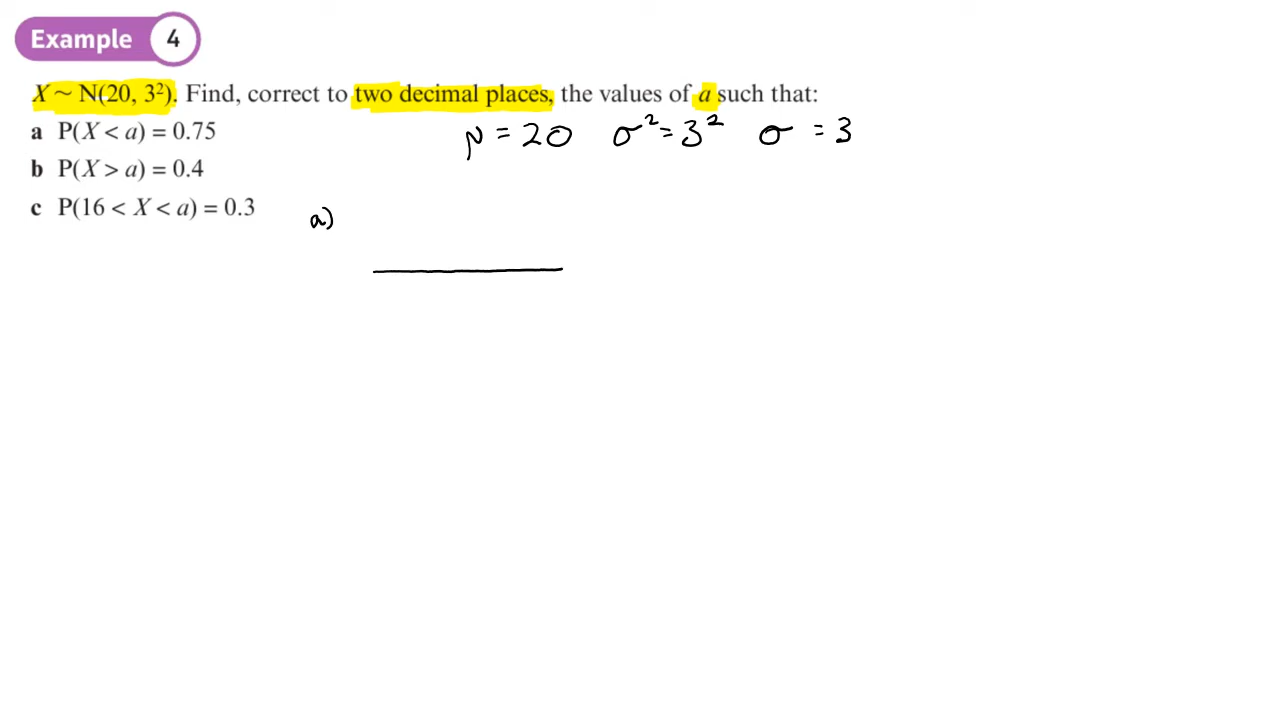 Example 4
X ~ N(20, 3²). Find, correct to two decimal places, the values of a such that:
a P(X < a) = 0.75
μ = 20 σ² = 3² σ = 3
b P(X > a) = 0.4
c P(16 < X < a) = 0.3
a)